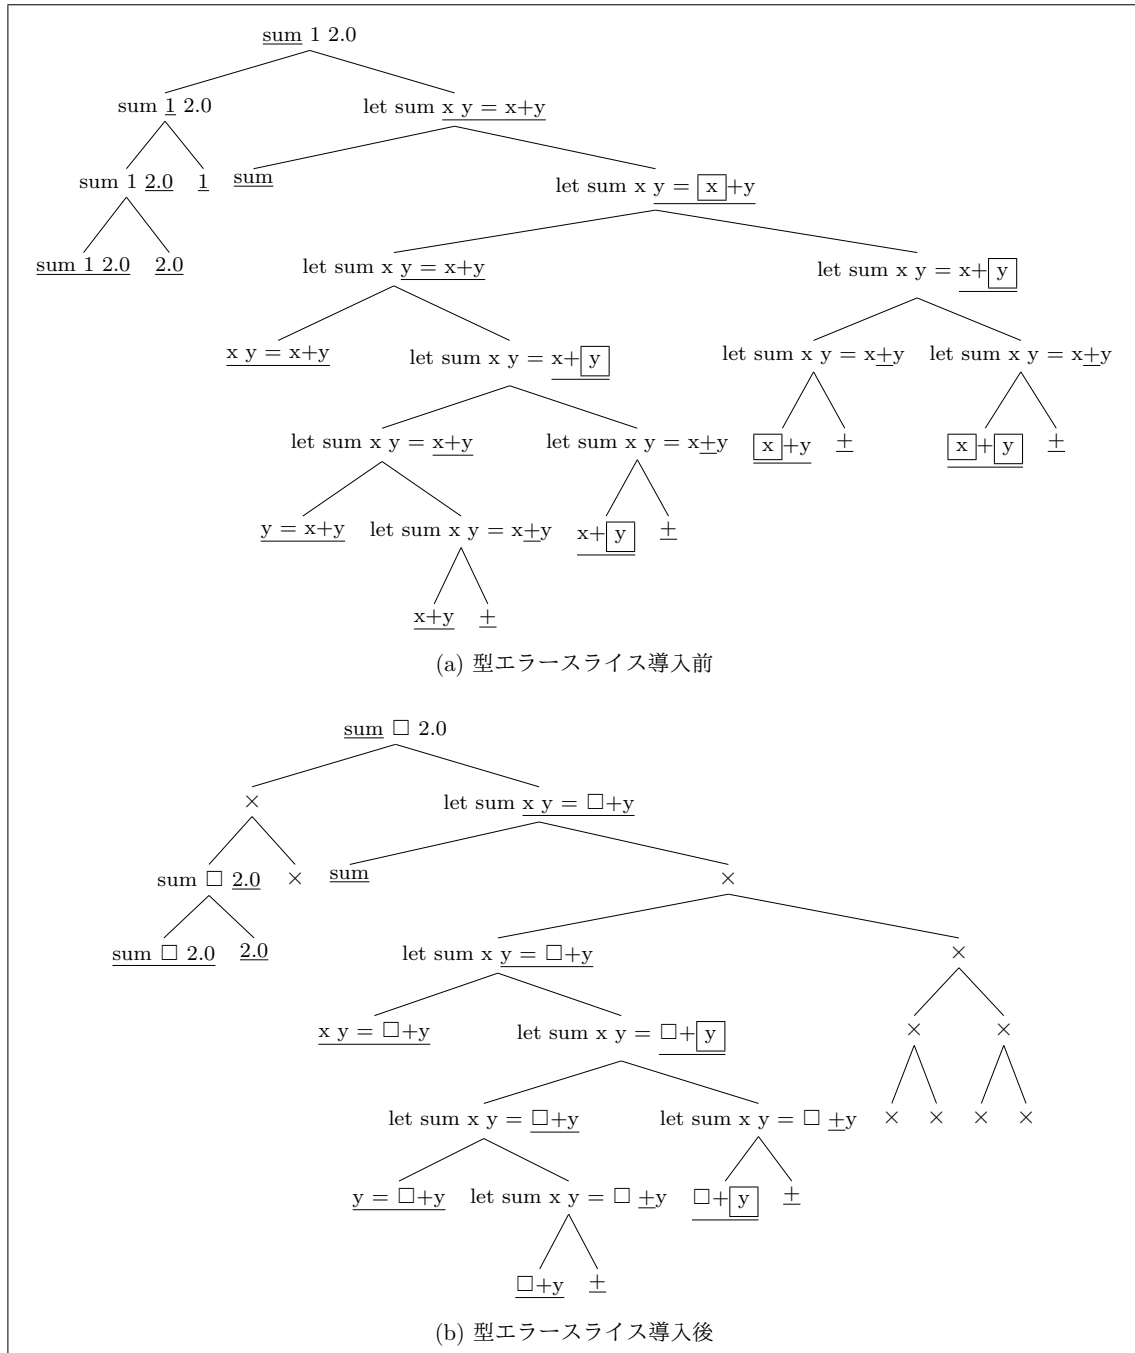 sum 1 2.0
sum 1 2.0 let sum x y = x+y
sum 1 2.0 1 sum let sum x y = x +y
sum 1 2.0 2.0 let sum x y = x+y let sum x y = x+ y
x y = x+y let sum x y = x+ y let sum x y = x+y let sum x y = x+y
let sum x y = x+y let sum x y = x+y x +y + x + y +
y = x+y let sum x y = x+y x+ y +
x+y +
(a) 型エラースライス導入前
sum □ 2.0
× let sum x y = □+y
sum □ 2.0 × sum ×
sum □ 2.0 2.0 let sum x y = □+y ×
x y = □+y let sum x y = □+ y × ×
let sum x y = □+y let sum x y = □ +y × × × ×
y = □+y let sum x y = □ +y □+ y +
□+y +
(b) 型エラースライス導入後